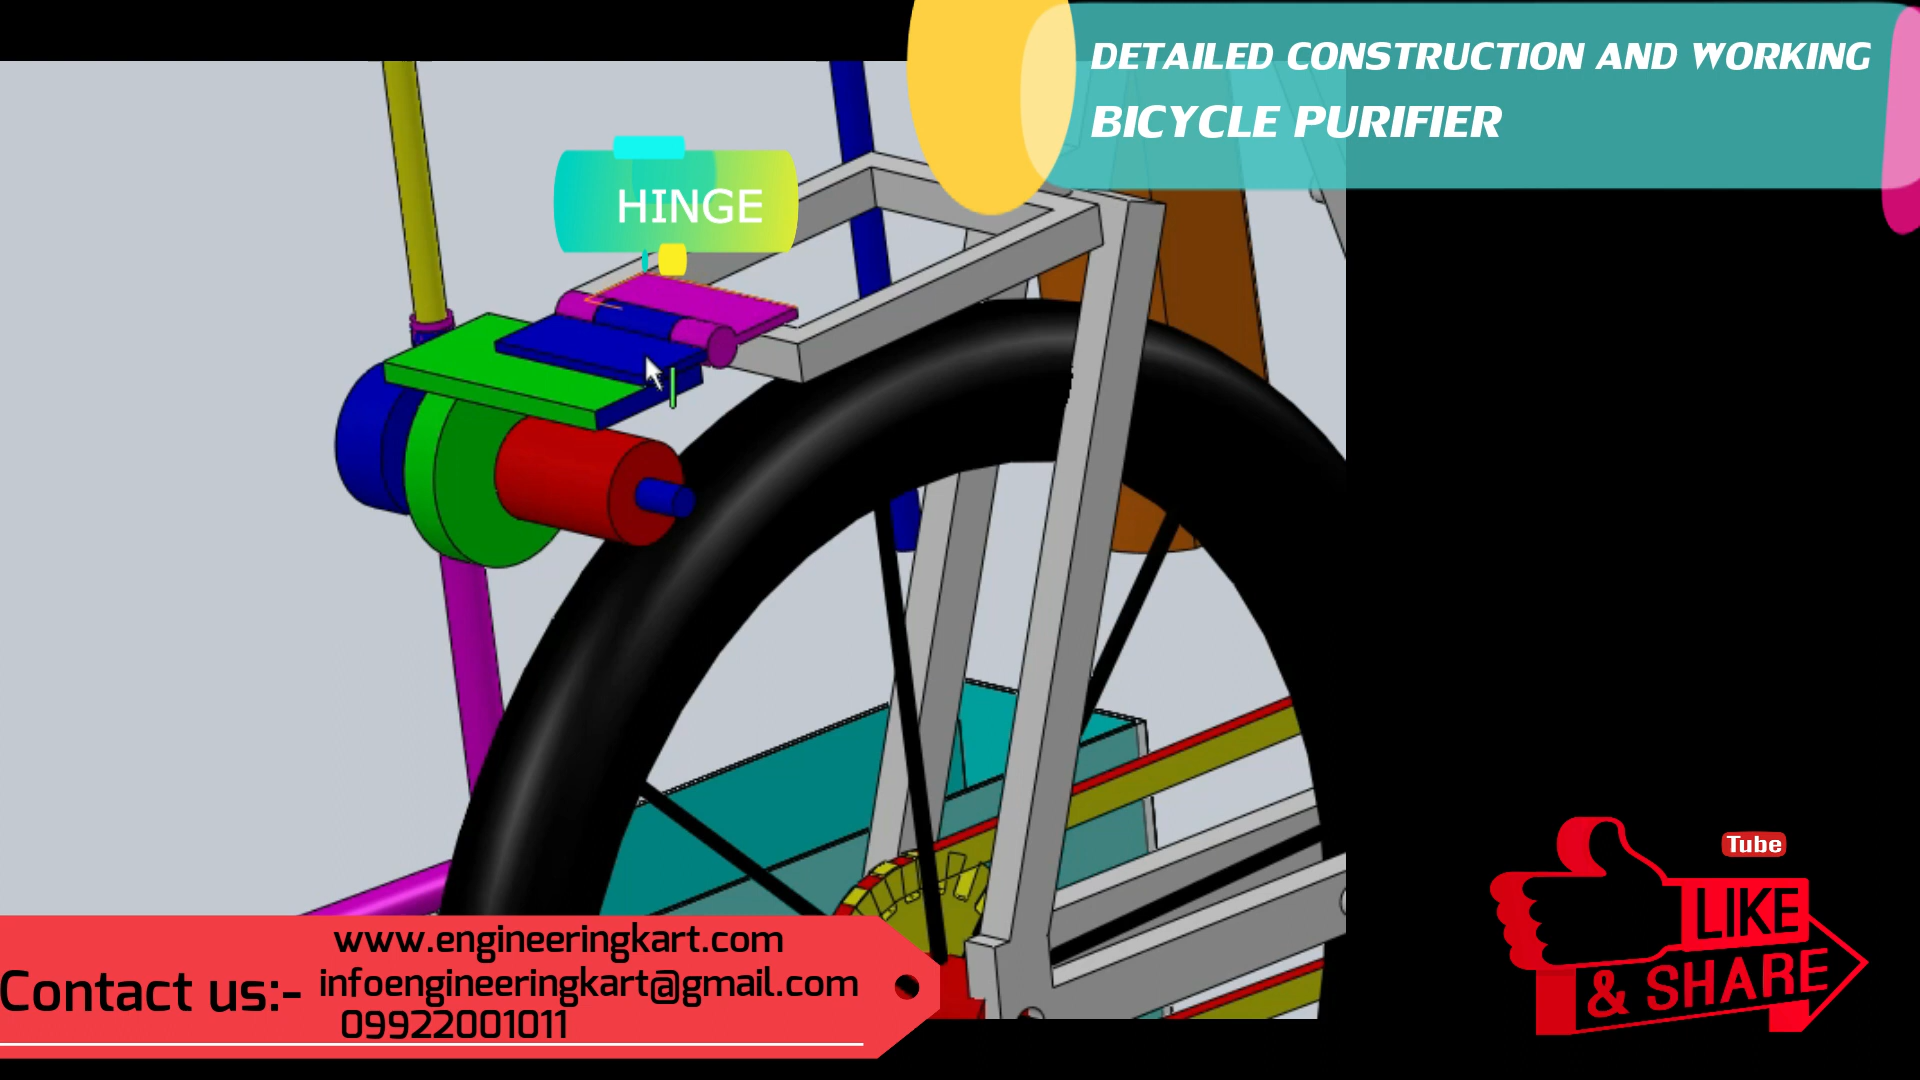 DETAILED CONSTRUCTION AND WORKING
BICYCLE PURIFIER
HINGE
Tube
LIKE
& SHARE
www.engineeringkart.com
Contact us:- infoengineeringkart@gmail.com
09922001011